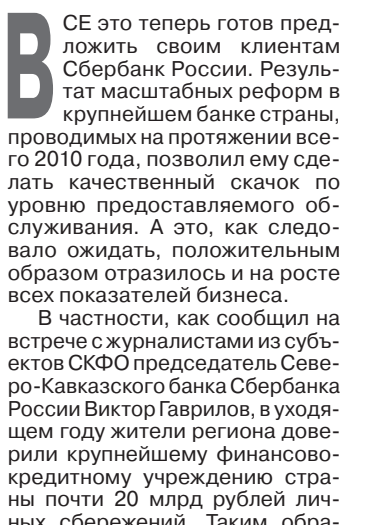 ВСЕ это теперь готов пред-
ложить своим клиентам
Сбербанк России. Резуль-
тат масштабных реформ в
крупнейшем банке страны,
проводимых на протяжении все-
го 2010 года, позволил ему сде-
лать качественный скачок по
уровню предоставляемого об-
служивания. А это, как следо-
вало ожидать, положительным
образом отразилось и на росте
всех показателей бизнеса.
В частности, как сообщил на
встрече с журналистами из субъ-
ектов СКФО председатель Севе-
ро-Кавказского банка Сбербанка
России Виктор Гаврилов, в уходя-
щем году жители региона дове-
рили крупнейшему финансово-
кредитному учреждению стра-
ны почти 20 млрд рублей лич-
ных сбережений. Таким обра-